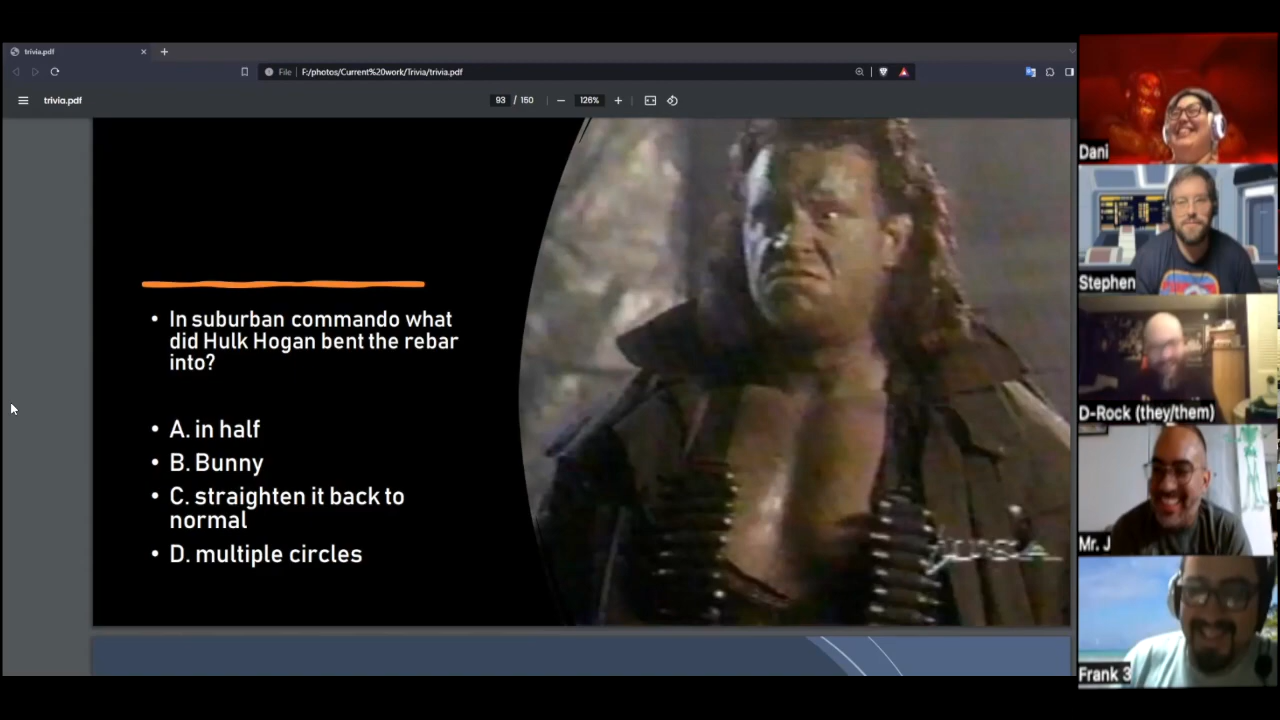 trivia.pdf
File | F:/photos/Current%20work/Trivia/trivia.pdf
trivia.pdf
93 / 150
126%
• In suburban commando what
did Hulk Hogan bent the rebar
into?
• A. in half
• B. Bunny
• C. straighten it back to
normal
• D. multiple circles
Dani
Stephen
D-Rock (they/them)
Mr. J
Frank 3